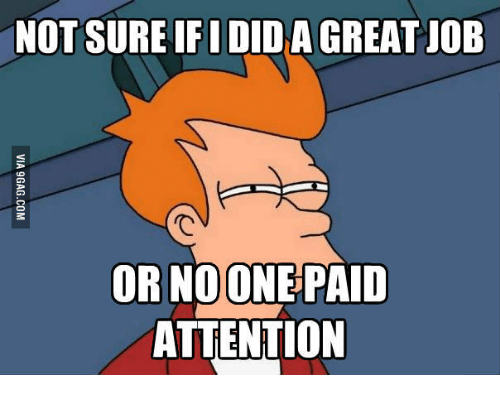 NOT SURE IF I DID A GREAT JOB
VIA 9GAG.COM
OR NO ONE PAID
ATTENTION